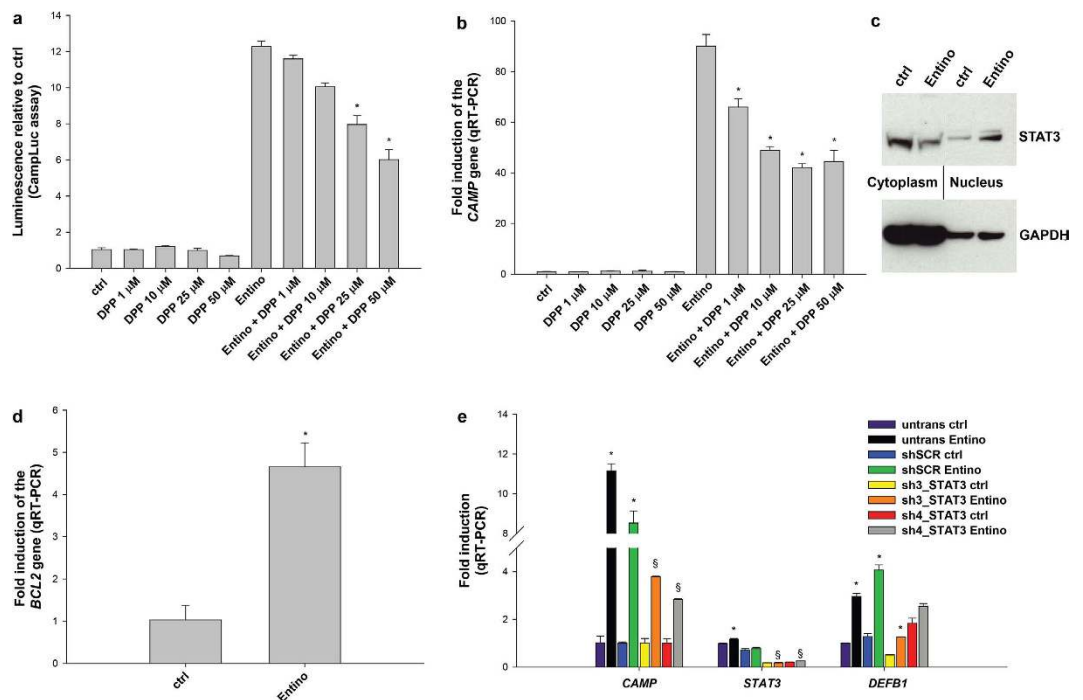 a
Luminescence relative to ctrl
(CampLuc assay)
14
12
10
8
6
4
2
0
*
*
ctrl
DPP 1 µM
DPP 10 µM
DPP 25 µM
DPP 50 µM
Entino
Entino + DPP 1 µM
Entino + DPP 10 µM
Entino + DPP 25 µM
Entino + DPP 50 µM
b
Fold induction of the
CAMP gene (qRT-PCR)
100
80
60
40
20
0
*
*
*
*
ctrl
DPP 1 µM
DPP 10 µM
DPP 25 µM
DPP 50 µM
Entino
Entino + DPP 1 µM
Entino + DPP 10 µM
Entino + DPP 25 µM
Entino + DPP 50 µM
c
ctrl
Entino
ctrl
Entino
STAT3
Cytoplasm
Nucleus
GAPDH
d
Fold induction of the
BCL2 gene (qRT-PCR)
6
5
4
3
2
1
0
*
ctrl
Entino
e
Fold induction
(qRT-PCR)
14
12
10
8
4
2
0
*
*
§
§
*
§
§
*
*
*
CAMP
STAT3
DEFB1
untrans ctrl
untrans Entino
shSCR ctrl
shSCR Entino
sh3_STAT3 ctrl
sh3_STAT3 Entino
sh4_STAT3 ctrl
sh4_STAT3 Entino